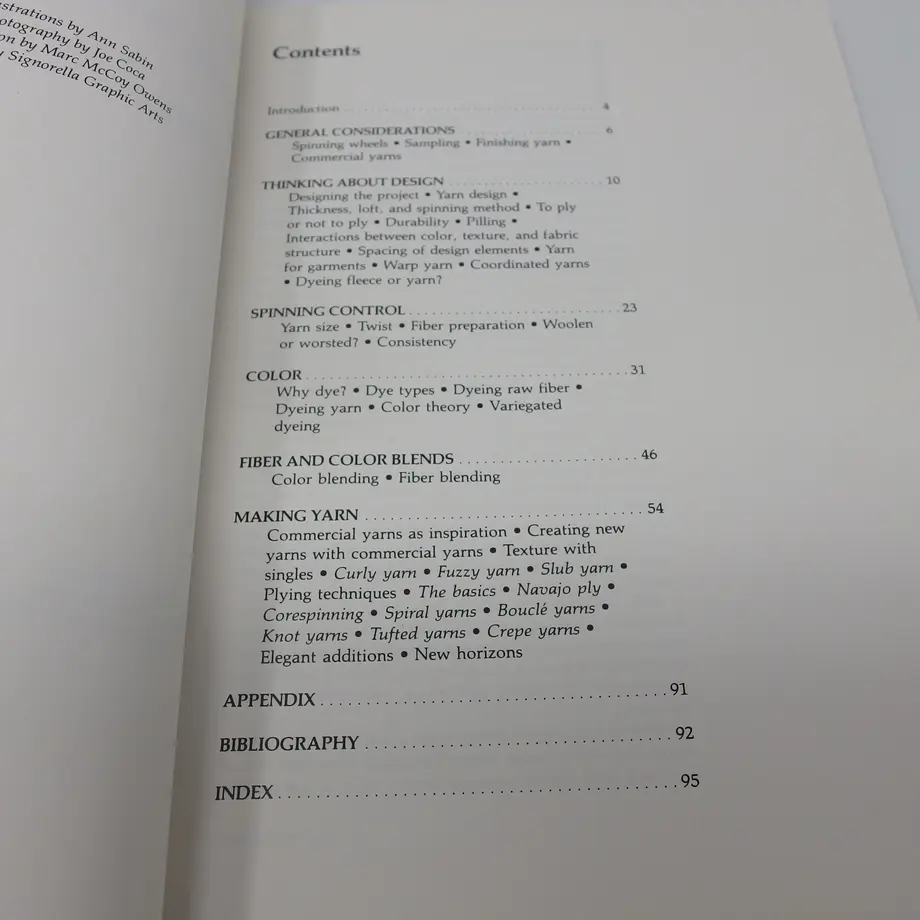 strations by Ann Sabin
otography by Joe Coca
on by Marc McCoy Owens
y Signorella Graphic Arts
Contents
Introduction . . . . . . . . . . . . . . . . . . . . . . . . . . . . . . 4
GENERAL CONSIDERATIONS . . . . . . . . . . . . . . . . . . 6
Spinning wheels • Sampling • Finishing yarn •
Commercial yarns
THINKING ABOUT DESIGN . . . . . . . . . . . . . . . . . . . . 10
Designing the project • Yarn design •
Thickness, loft, and spinning method • To ply
or not to ply • Durability • Pilling •
Interactions between color, texture, and fabric
structure • Spacing of design elements • Yarn
for garments • Warp yarn • Coordinated yarns
• Dyeing fleece or yarn?
SPINNING CONTROL . . . . . . . . . . . . . . . . . . . . . . . . . . 23
Yarn size • Twist • Fiber preparation • Woolen
or worsted? • Consistency
COLOR . . . . . . . . . . . . . . . . . . . . . . . . . . . . . . . . . . . . . . . 31
Why dye? • Dye types • Dyeing raw fiber •
Dyeing yarn • Color theory • Variegated
dyeing
FIBER AND COLOR BLENDS . . . . . . . . . . . . . . . . . . . . . . 46
Color blending • Fiber blending
MAKING YARN . . . . . . . . . . . . . . . . . . . . . . . . . . . . . . . . . . 54
Commercial yarns as inspiration • Creating new
yarns with commercial yarns • Texture with
singles • Curly yarn • Fuzzy yarn • Slub yarn •
Plying techniques • The basics • Navajo ply •
Corespinning • Spiral yarns • Bouclé yarns •
Knot yarns • Tufted yarns • Crepe yarns •
Elegant additions • New horizons
APPENDIX . . . . . . . . . . . . . . . . . . . . . . . . . . . . . . . . . . . . . . 91
BIBLIOGRAPHY . . . . . . . . . . . . . . . . . . . . . . . . . . . . . . . . . 92
INDEX . . . . . . . . . . . . . . . . . . . . . . . . . . . . . . . . . . . . . . . . . . 95